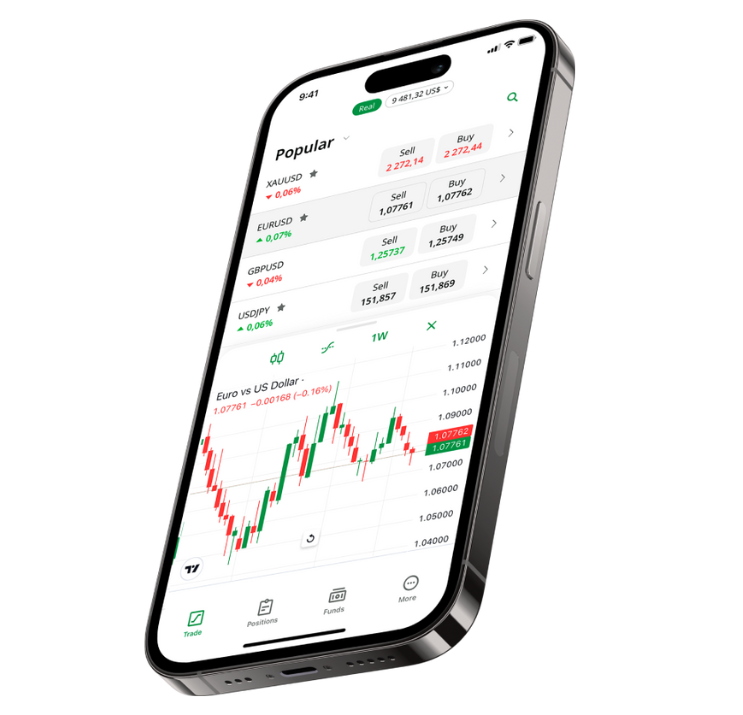 9:41
Real 9 481,32 US$
Popular
XAUUSD
0,06%
Sell
2 272,14
Buy
2 272,44
EURUSD
0,07%
Sell
1,07761
Buy
1,07762
GBPUSD
0,04%
Sell
1,25737
Buy
1,25749
USDJPY
0,06%
Sell
151,857
Buy
151,869
1W
Euro vs US Dollar ·
1.07761 −0.00168 (−0.16%)
1.12000
1.11000
1.10000
1.09000
1.07762
1.07761
1.07000
1.06000
1.05000
1.04000
Trade
Positions
Funds
More